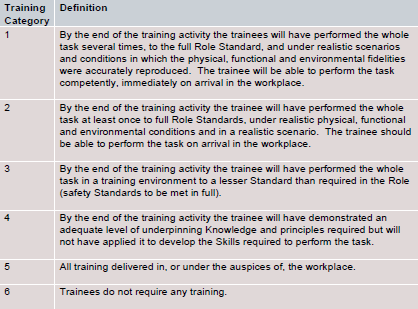 Training Definition
Category
1 By the end of the training activity the trainees will have performed the whole
task several times, to the full Role Standard, and under realistic scenarios
and conditions in which the physical, functional and environmental fidelities
were accurately reproduced. The trainee will be able to perform the task
competently, immediately on arrival in the workplace.
2 By the end of the training activity the trainee will have performed the whole
task at least once to full Role Standards, under realistic physical, functional
and environmental conditions and in a realistic scenario. The trainee should
be able to perform the task on arrival in the workplace.
3 By the end of the training activity the trainee will have performed the whole
task in a training environment to a lesser Standard than required in the Role
(safety Standards to be met in full).
4 By the end of the training activity the trainee will have demonstrated an
adequate level of underpinning Knowledge and principles required but will
not have applied it to develop the Skills required to perform the task.
5 All training delivered in, or under the auspices of, the workplace.
6 Trainees do not require any training.